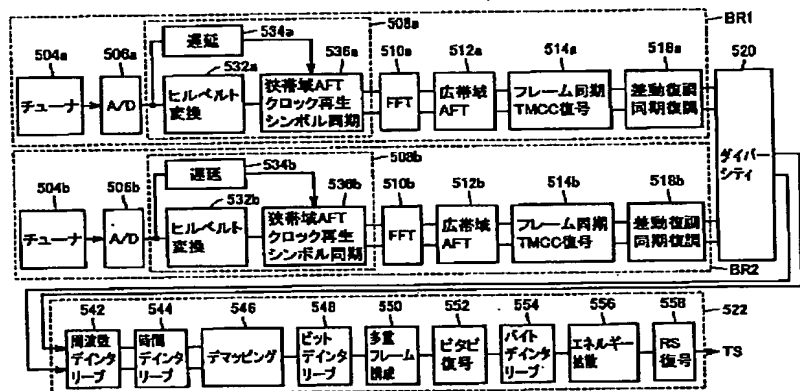 508a
BR1
504a
506a
534a
遅延
532a
536a
510a
512a
514a
518a
520
チューナ
A/D
ヒルベルト
変換
狭帯域AFT
クロック再生
シンボル同期
FFT
広帯域
AFT
フレーム同期
TMCC復号
差動復調
同期復調
ダイバー
シティ
508b
504b
506b
534b
遅延
532b
536b
510b
512b
514b
518b
チューナ
A/D
ヒルベルト
変換
狭帯域AFT
クロック再生
シンボル同期
FFT
広帯域
AFT
フレーム同期
TMCC復号
差動復調
同期復調
BR2
542
544
546
548
550
552
554
556
558
522
周波数
デインタ
リーブ
時間
デインタ
リーブ
デマッピング
ビット
デインタ
リーブ
多重
フレーム
構成
ビタビ
復号
バイト
デインタ
リーブ
エネルギー
拡散
RS
復号
TS